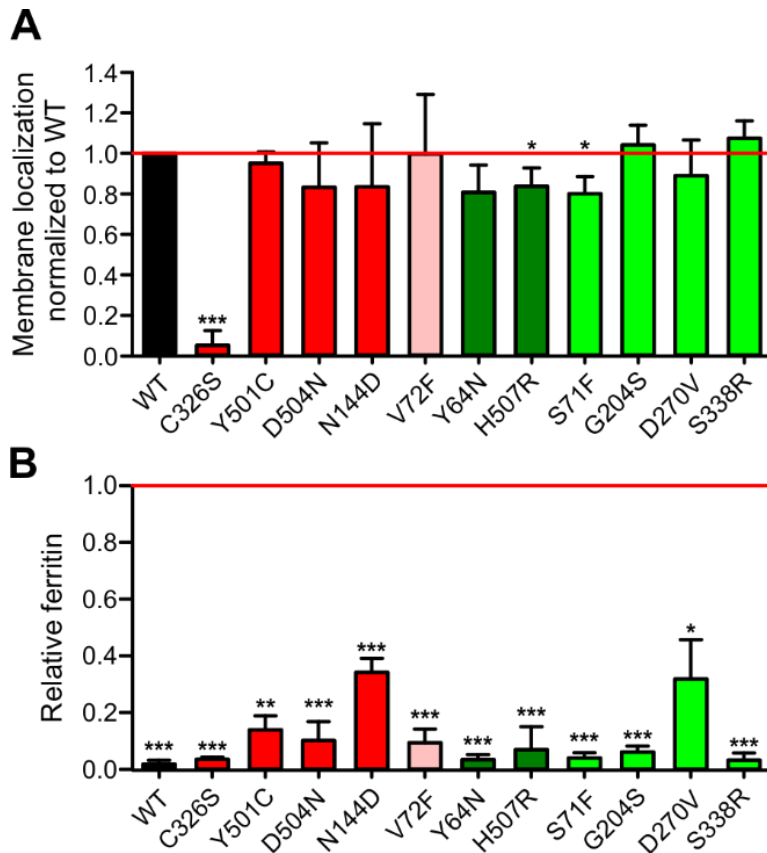 A
Membrane localization
normalized to WT
1.4
1.2
1.0
0.8
0.6
0.4
0.2
0.0
***
*
*
WT
C326S
Y501C
D504N
N144D
V72F
Y64N
H507R
S71F
G204S
D270V
S338R
B
Relative ferritin
1.0
0.8
0.6
0.4
0.2
0.0
***
***
**
***
***
***
***
***
***
***
*
***
WT
C326S
Y501C
D504N
N144D
V72F
Y64N
H507R
S71F
G204S
D270V
S338R